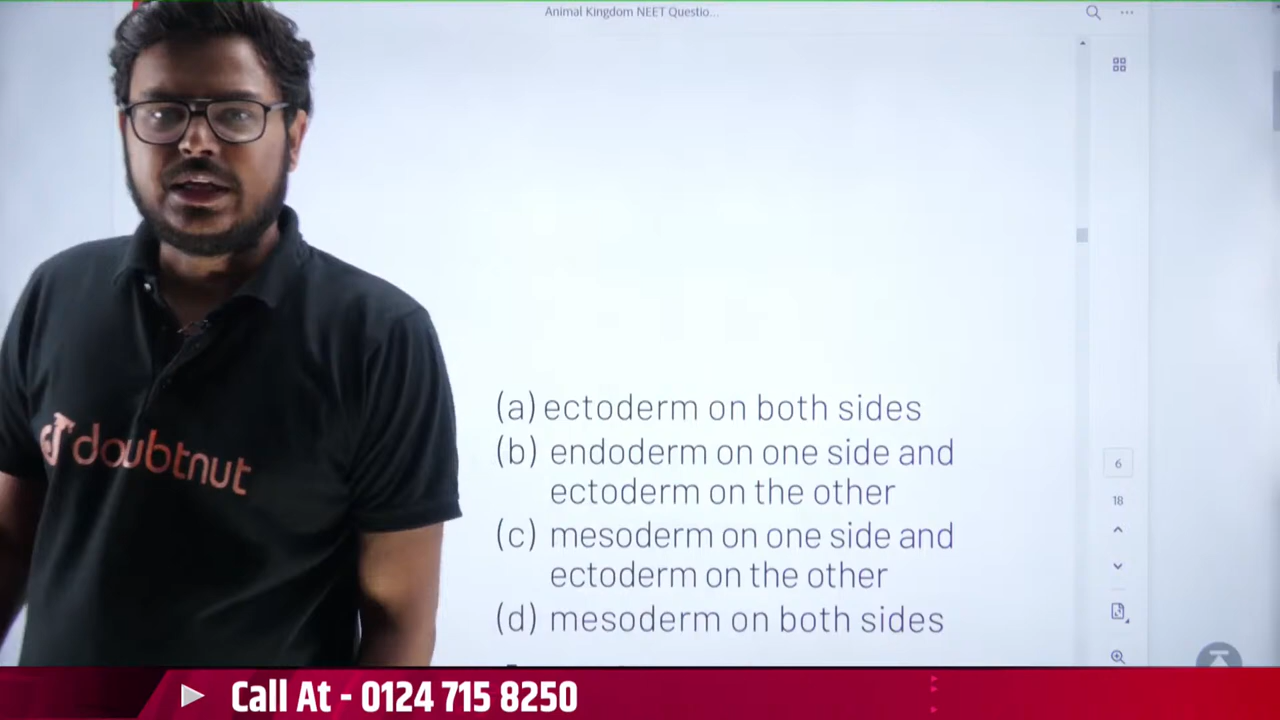 Animal Kingdom NEET Questio...
(a) ectoderm on both sides
(b) endoderm on one side and
ectoderm on the other
(c) mesoderm on one side and
ectoderm on the other
(d) mesoderm on both sides
6
18
doubtnut
Call At - 0124 715 8250